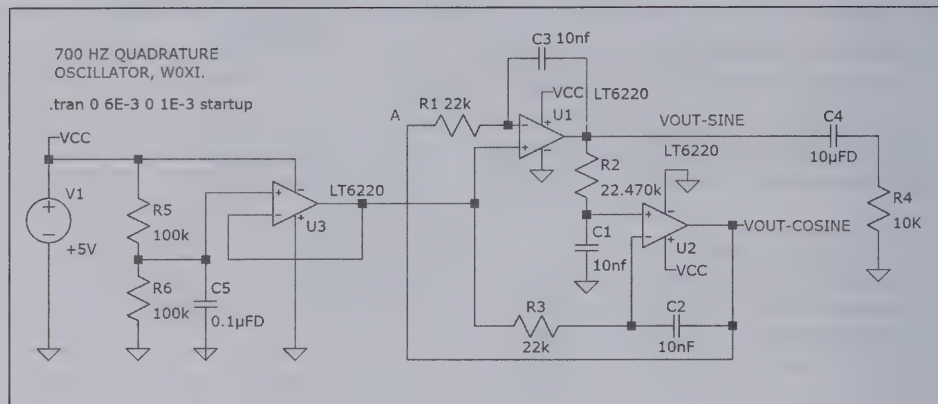 700 HZ QUADRATURE
OSCILLATOR, W0XI.
.tran 0 6E-3 0 1E-3 startup
VCC
V1
+5V
R5
100k
R6
100k
C5
0.1µFD
LT6220
U3
A
R1 22k
C3 10nf
VCC
LT6220
U1
R2
22.470k
C1
10nf
R3
22k
C2
10nF
VOUT-SINE
LT6220
U2
VCC
VOUT-COSINE
C4
10µFD
R4
10K